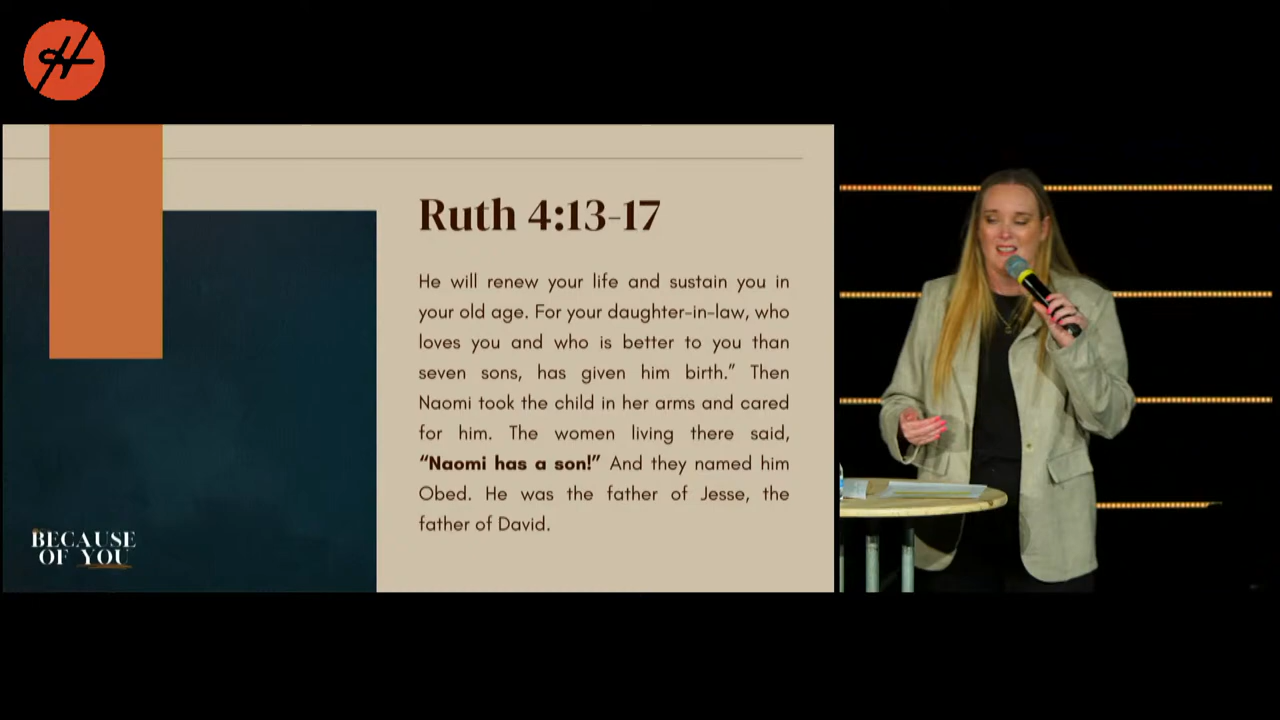 Ruth 4:13-17
He will renew your life and sustain you in
your old age. For your daughter-in-law, who
loves you and who is better to you than
seven sons, has given him birth.” Then
Naomi took the child in her arms and cared
for him. The women living there said,
“Naomi has a son!” And they named him
Obed. He was the father of Jesse, the
father of David.
BECAUSE
OF YOU